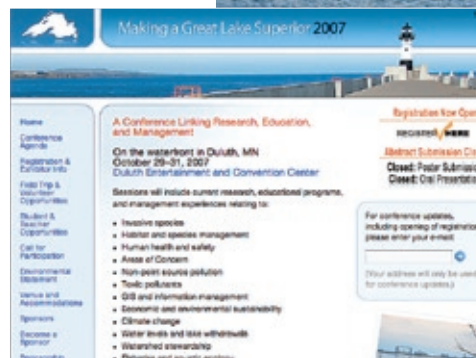 Making a Great Lake Superior 2007
Home
Conference
Agenda
Registration &
Exhibitor Info
Field Trip &
Volunteer
Opportunities
Student &
Teacher
Opportunities
Call for
Participation
Environmental
Statement
Venue and
Accommodations
Sponsors
Become a
Sponsor
A Conference Linking Research, Education,
and Management
On the waterfront in Duluth, MN
October 29-31, 2007
Duluth Entertainment and Convention Center
Sessions will include current research, educational programs,
and management experiences relating to:
Invasive species
Habitat and species management
Human health and safety
Areas of Concern
Non-point source pollution
Toxic pollutants
GIS and information management
Economic and environmental sustainability
Climate change
Water levels and lake withdrawals
Watershed stewardship
Registration Now Open
REGISTER HERE
Abstract Submission
Closed: Poster
Closed: Oral
For conference updates,
including opening of registration
please enter your e-mail:
(Your address will only be used
for conference updates.)